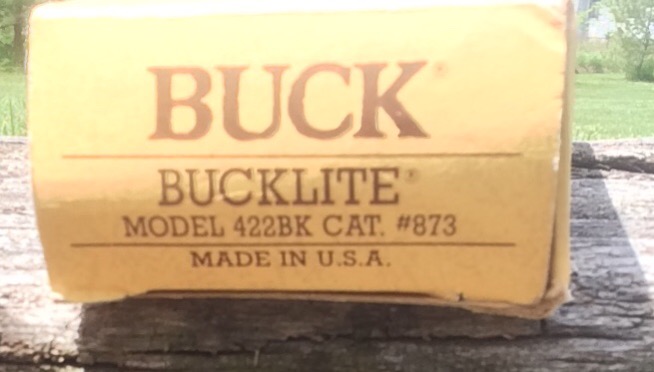 BUCK®
BUCKLITE®
MODEL 422BK CAT. #873
MADE IN U.S.A.